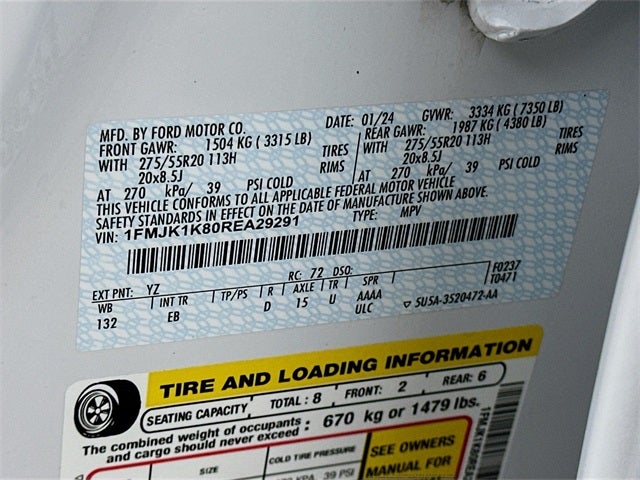 MFD. BY FORD MOTOR CO. DATE: 01/24 GVWR: 3334 KG ( 7350 LB)
FRONT GAWR: 1504 KG ( 3315 LB) REAR GAWR: 1987 KG ( 4380 LB)
WITH 275/55R20 113H TIRES WITH 275/55R20 113H TIRES
20x8.5J RIMS 20x8.5J RIMS
AT 270 kPa/ 39 PSI COLD AT 270 kPa/ 39 PSI COLD
THIS VEHICLE CONFORMS TO ALL APPLICABLE FEDERAL MOTOR VEHICLE
SAFETY STANDARDS IN EFFECT ON THE DATE OF MANUFACTURE SHOWN ABOVE.
VIN: 1FMJK1K80REA29291 TYPE: MPV
EXT PNT: YZ RC: 72 DSO: F0237
WB INT TR TP/PS R AXLE TR SPR T0471
132 EB D 15 U AAAA
ULC 5U5A-3520472-AA
TIRE AND LOADING INFORMATION
SEATING CAPACITY TOTAL : 8 FRONT: 2 REAR: 6
The combined weight of occupants and cargo should never exceed : 670 kg or 1479 lbs.
SIZE COLD TIRE PRESSURE SEE OWNERS
39 PSI MANUAL FOR